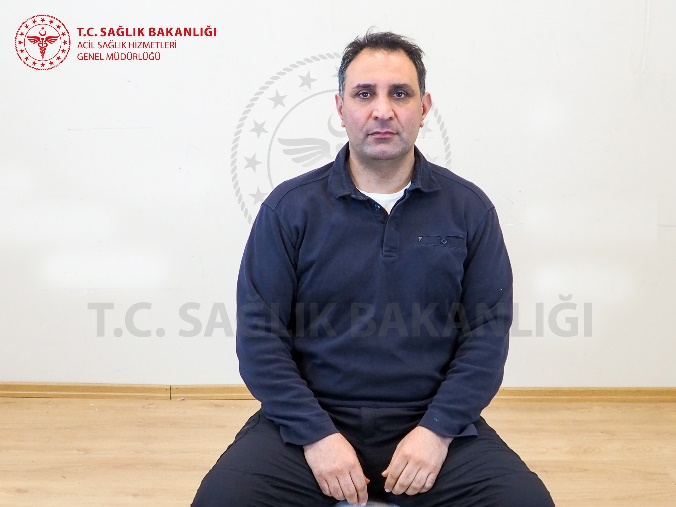 T.C. SAĞLIK BAKANLIĞI
ACİL SAĞLIK HİZMETLERİ
GENEL MÜDÜRLÜĞÜ
T.C. SAĞLIK BAKANLIĞI